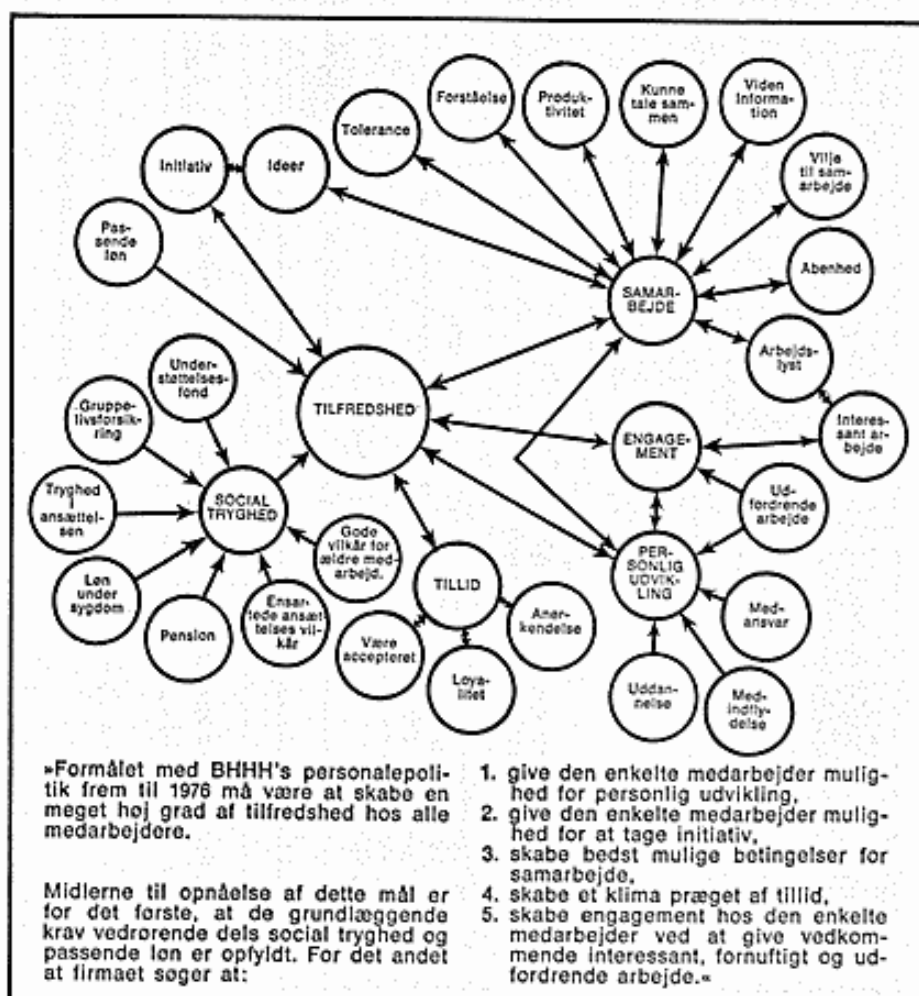 Forståelse
Produk-
tivitet
Kunne
tale sam-
men
Viden
Informa-
tion
Tolerance
Vilje
til sam-
arbejde
Initiativ
Ideer
Pas-
sende
løn
SAMAR-
BEJDE
Abenhed
Arbejds-
lyst
Under-
støttelses-
fond
TILFREDSHED
Gruppe-
livsforsik-
ring
ENGAGE-
MENT
Interes-
sant ar-
bejde
Tryghed
i
ansættel-
sen
SOCIAL
TRYGHED
Ud-
fordrende
arbejde
Gode
vilkår for
ældre med-
arbejd.
PER-
SONLIG
UDVIK-
LING
TILLID
Løn
under
sygdom
Pension
Ensar-
tede ansæt-
telses vil-
kår
Være
accepteret
Loya-
litet
Aner-
kendelse
Med-
ansvar
Uddan-
nelse
Med-
indfly-
delse
»Formålet med BHHH's personalepoli-
tik frem til 1976 må være at skabe en
meget høj grad af tilfredshed hos alle
medarbejdere.
Midlerne til opnåelse af dette mål er
for det første, at de grundlæggende
krav vedrørende dels social tryghed og
passende løn er opfyldt. For det andet
at firmaet søger at:
1. give den enkelte medarbejder mulig-
hed for personlig udvikling,
2. give den enkelte medarbejder mulig-
hed for at tage initiativ,
3. skabe bedst mulige betingelser for
samarbejde,
4. skabe et klima præget af tillid,
5. skabe engagement hos den enkelte
medarbejder ved at give vedkom-
mende interessant, fornuftigt og ud-
fordrende arbejde.«